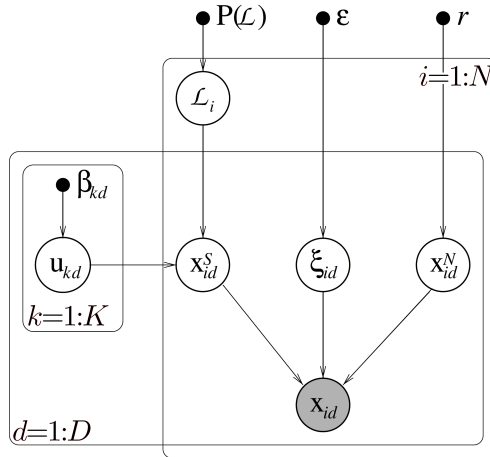 P(ℒ) ε r
i=1:N
ℒ_i
β_kd
u_kd x^S_id ξ_id x^N_id
k=1:K
x_id
d=1:D